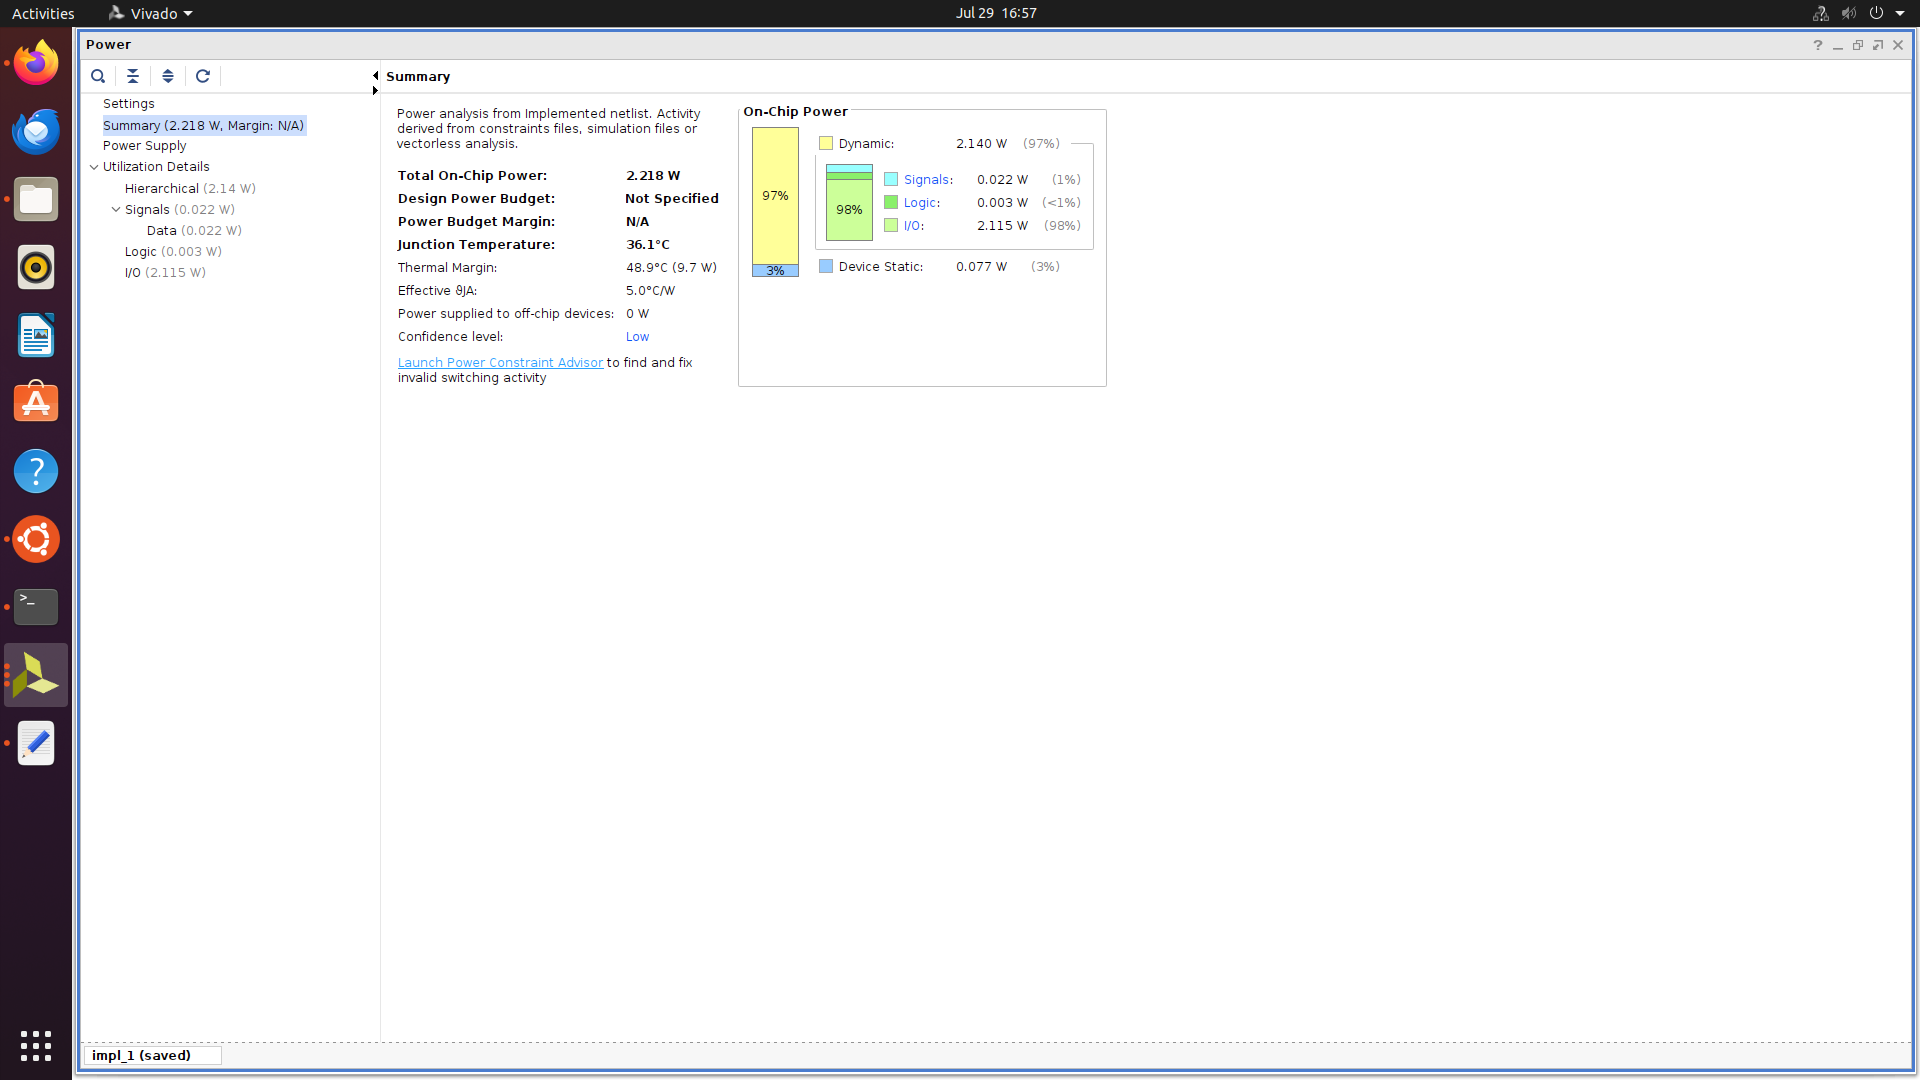 Activities
Vivado
Jul 29 16:57
Power
Summary
Settings
Summary (2.218 W, Margin: N/A)
Power Supply
Utilization Details
Hierarchical (2.14 W)
Signals (0.022 W)
Data (0.022 W)
Logic (0.003 W)
I/O (2.115 W)
Power analysis from Implemented netlist. Activity
derived from constraints files, simulation files or
vectorless analysis.
Total On-Chip Power: 2.218 W
Design Power Budget: Not Specified
Power Budget Margin: N/A
Junction Temperature: 36.1°C
Thermal Margin: 48.9°C (9.7 W)
Effective ϑJA: 5.0°C/W
Power supplied to off-chip devices: 0 W
Confidence level: Low
Launch Power Constraint Advisor to find and fix
invalid switching activity
On-Chip Power
97%
3%
Dynamic: 2.140 W (97%)
98%
Signals: 0.022 W (1%)
Logic: 0.003 W (<1%)
I/O: 2.115 W (98%)
Device Static: 0.077 W (3%)
impl_1 (saved)